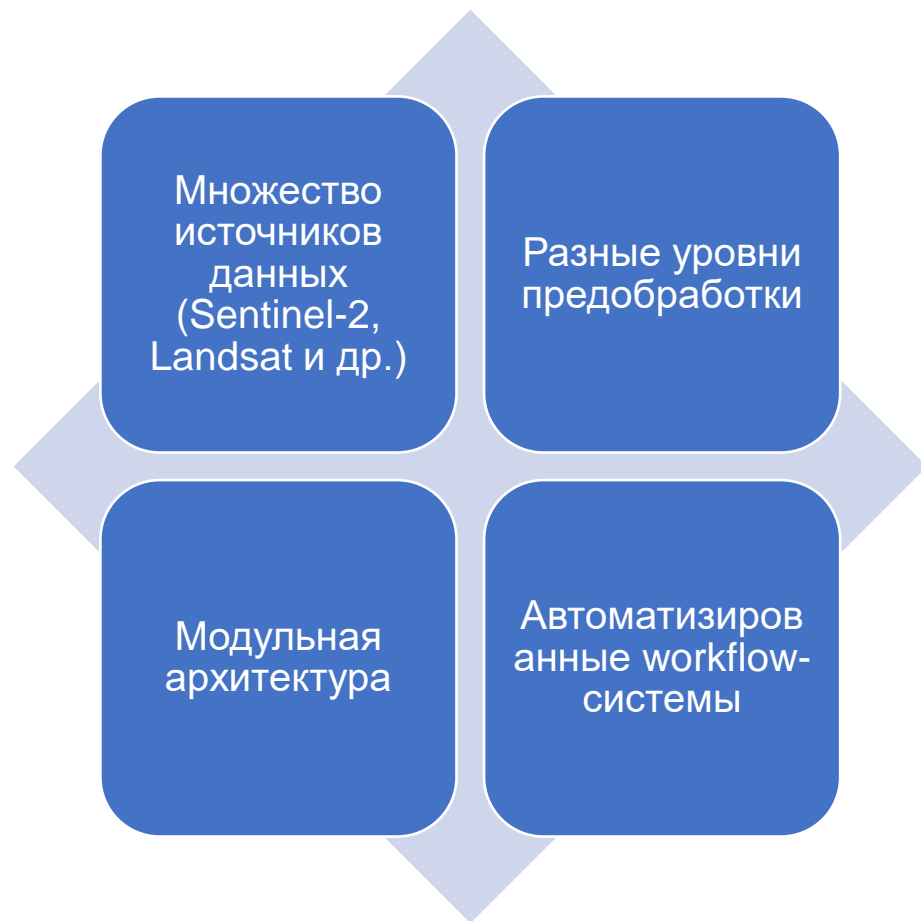 Множество
источников
данных
(Sentinel-2,
Landsat и др.)
Разные уровни
предобработки
Модульная
архитектура
Автоматизиров
анные workflow-
системы